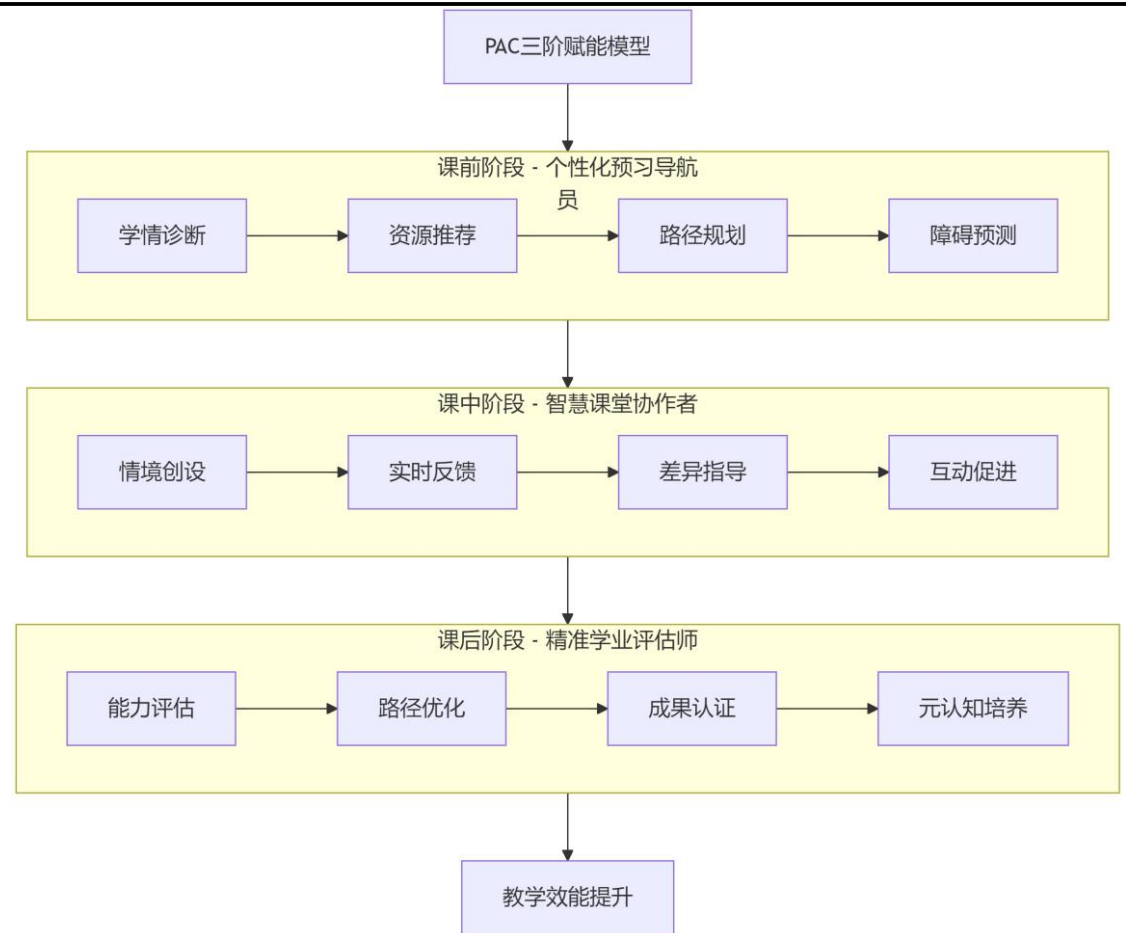 PAC三阶赋能模型
课前阶段 - 个性化预习导航
员
学情诊断
资源推荐
路径规划
障碍预测
课中阶段 - 智慧课堂协作者
情境创设
实时反馈
差异指导
互动促进
课后阶段 - 精准学业评估师
能力评估
路径优化
成果认证
元认知培养
教学效能提升